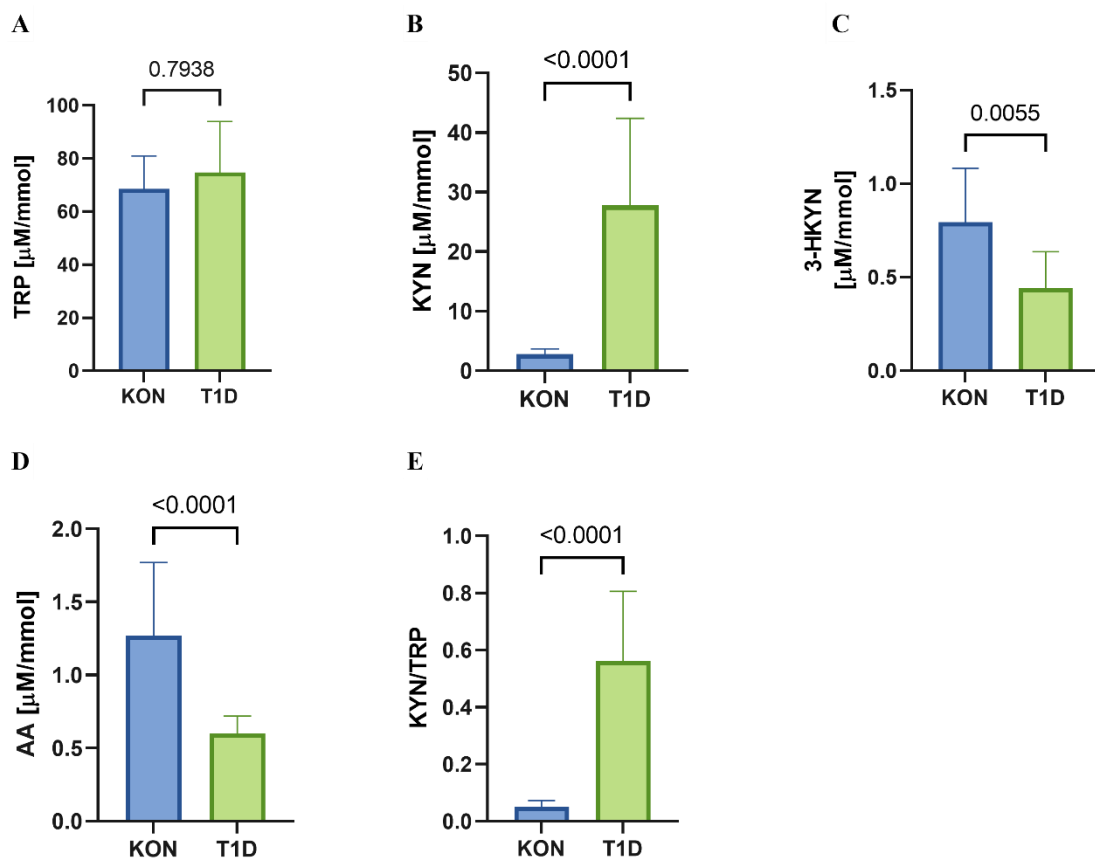 A
0.7938
TRP [µM/mmol]
100
80
60
40
20
0
KON T1D
B
<0.0001
KYN [µM/mmol]
50
40
30
20
10
0
KON T1D
C
0.0055
3-HKYN
[µM/mmol]
1.5
1.0
0.5
0.0
KON T1D
D
<0.0001
AA [µM/mmol]
2.0
1.5
1.0
0.5
0.0
KON T1D
E
<0.0001
KYN/TRP
1.0
0.8
0.6
0.4
0.2
0.0
KON T1D